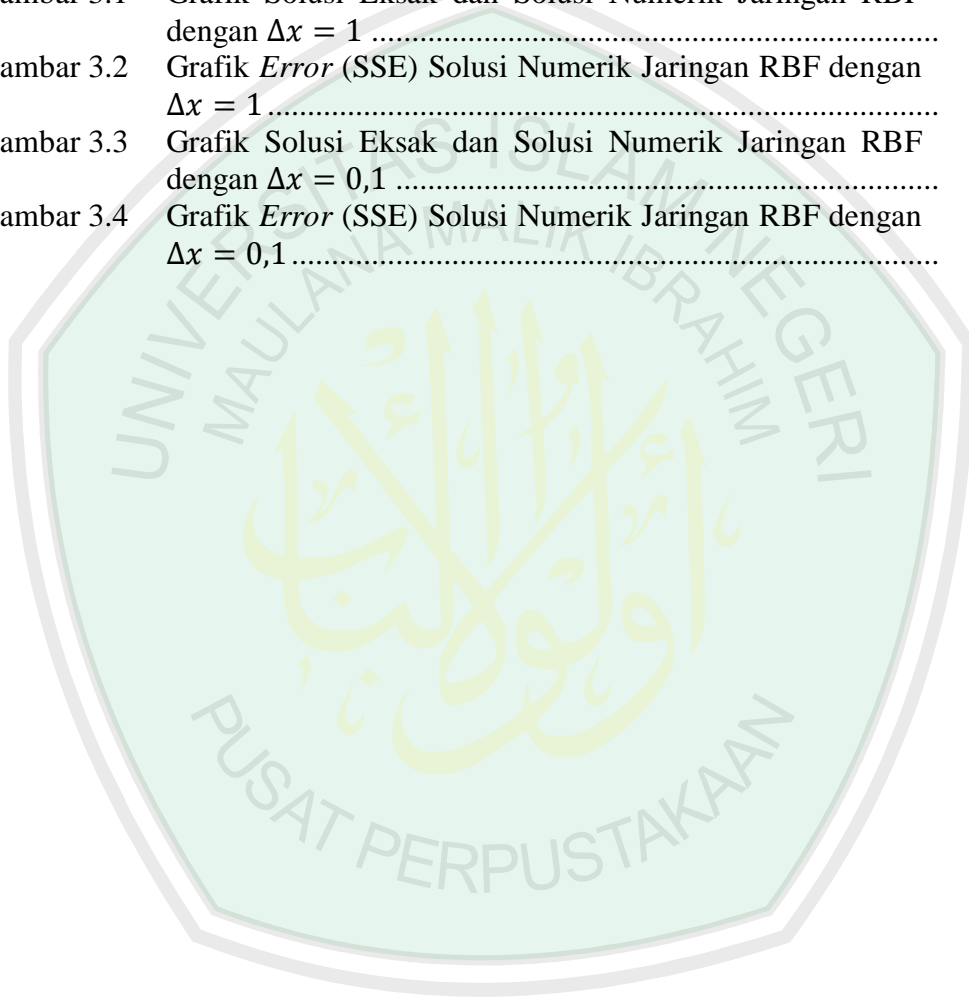 ambar 3.1 Grafik Solusi Eksak dan Solusi Numerik Jaringan RBF
dengan Δx = 1 ..........................................................................
ambar 3.2 Grafik Error (SSE) Solusi Numerik Jaringan RBF dengan
Δx = 1 ........................................................................................
ambar 3.3 Grafik Solusi Eksak dan Solusi Numerik Jaringan RBF
dengan Δx = 0,1 .......................................................................
ambar 3.4 Grafik Error (SSE) Solusi Numerik Jaringan RBF dengan
Δx = 0,1 .....................................................................................
UNIVERSITAS ISLAM NEGERI
MAULANA MALIK IBRAHIM
أولوا الألباب
PUSAT PERPUSTAKAAN